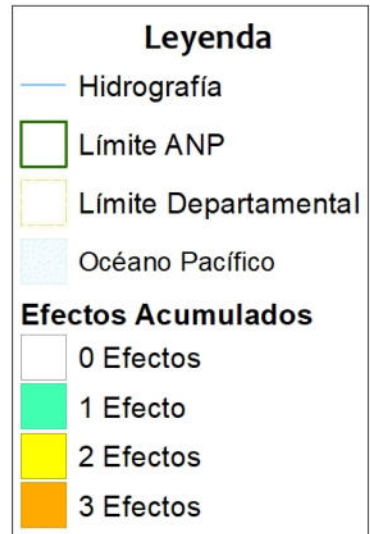 Leyenda
Hidrografía
Límite ANP
Límite Departamental
Océano Pacífico
Efectos Acumulados
0 Efectos
1 Efecto
2 Efectos
3 Efectos